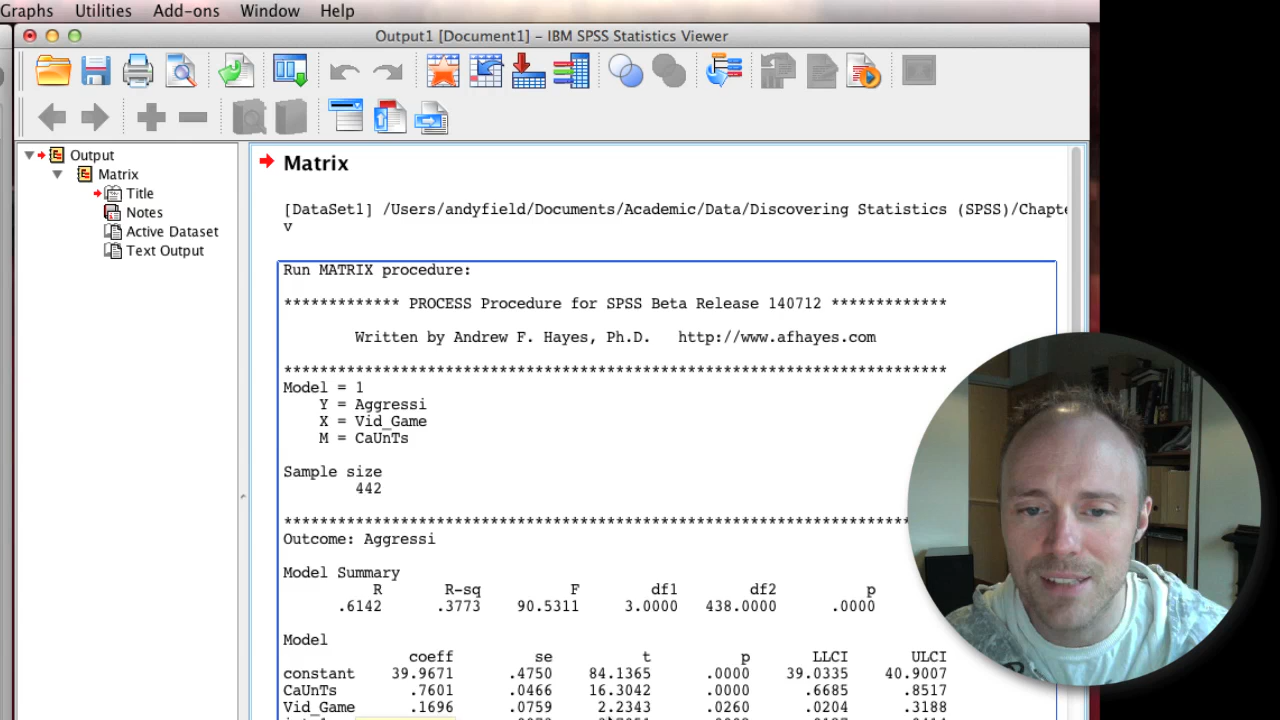 Graphs Utilities Add-ons Window Help
Output1 [Document1] - IBM SPSS Statistics Viewer
Output
Matrix
Title
Notes
Active Dataset
Text Output
Matrix
[DataSet1] /Users/andyfield/Documents/Academic/Data/Discovering Statistics (SPSS)/Chapte
v
Run MATRIX procedure:
************* PROCESS Procedure for SPSS Beta Release 140712 *************
Written by Andrew F. Hayes, Ph.D. http://www.afhayes.com
**************************************************************************
Model = 1
Y = Aggressi
X = Vid_Game
M = CaUnTs
Sample size
442
**********************************************************************
Outcome: Aggressi
Model Summary
R R-sq F df1 df2 p
.6142 .3773 90.5311 3.0000 438.0000 .0000
Model
coeff se t p LLCI ULCI
constant 39.9671 .4750 84.1365 .0000 39.0335 40.9007
CaUnTs .7601 .0466 16.3042 .0000 .6685 .8517
Vid_Game .1696 .0759 2.2343 .0260 .0204 .3188